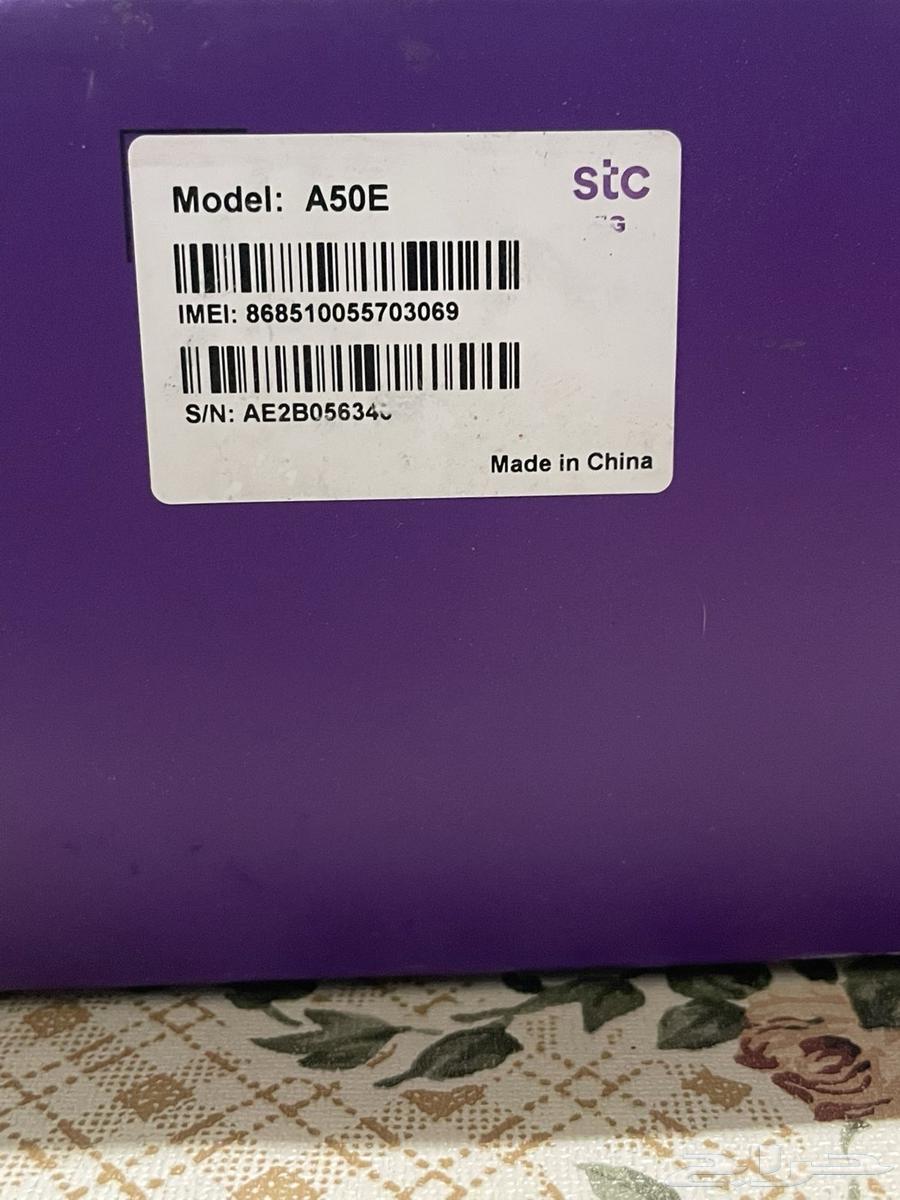 stc
Model: A50E
IMEI: 868510055703069
S/N:
Made in China